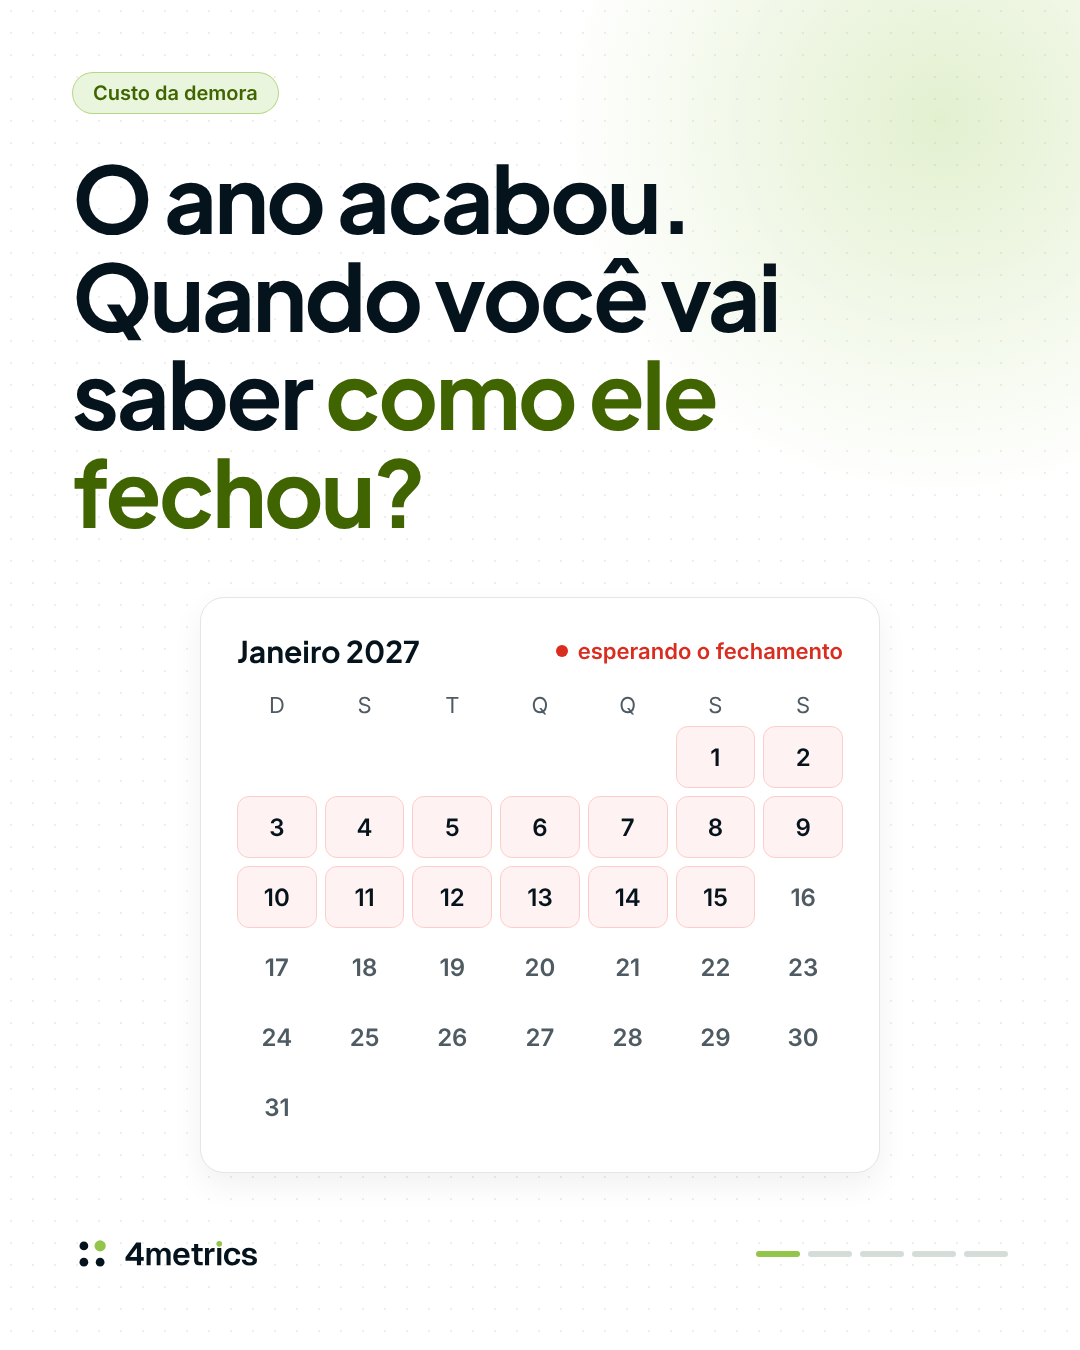 Custo da demora
O ano acabou.
Quando você vai
saber como ele
fechou?
Janeiro 2027
esperando o fechamento
D S T Q Q S S
1 2
3 4 5 6 7 8 9
10 11 12 13 14 15 16
17 18 19 20 21 22 23
24 25 26 27 28 29 30
31
4metrics